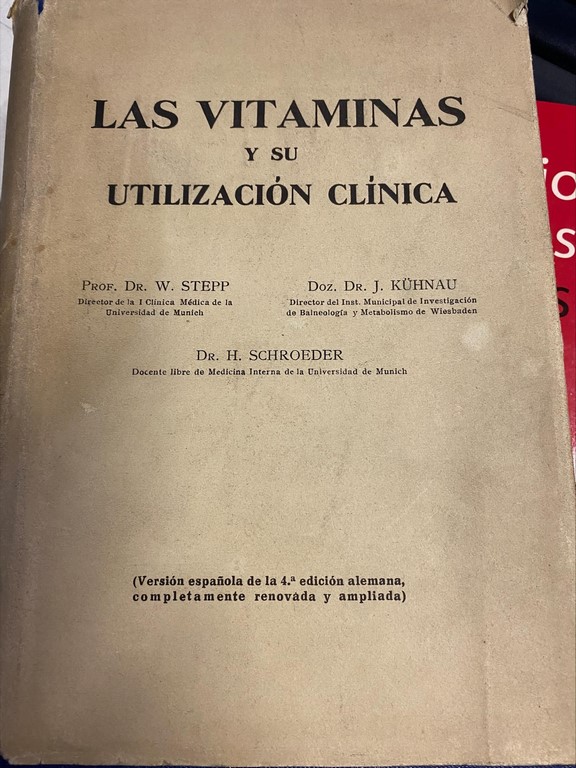 LAS VITAMINAS
Y SU
UTILIZACIÓN CLÍNICA
PROF. DR. W. STEPP
Director de la I Clínica Médica de la
Universidad de Munich
DOZ. DR. J. KÜHNAU
Director del Inst. Municipal de Investigación
de Balneología y Metabolismo de Wiesbaden
DR. H. SCHROEDER
Docente libre de Medicina Interna de la Universidad de Munich
(Versión española de la 4.ª edición alemana,
completamente renovada y ampliada)